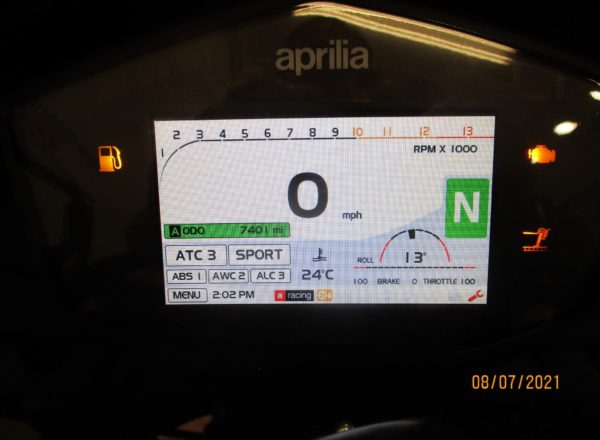 aprilia
1 2 3 4 5 6 7 8 9 10 11 12 13
RPM X 1000
0 mph
N
A ODO 7401 mi
ATC 3 SPORT
ROLL 13°
ABS 1 AWC 2 ALC 3 24°C
100 BRAKE 0 THROTTLE 100
MENU 2:02 PM a racing
08/07/2021